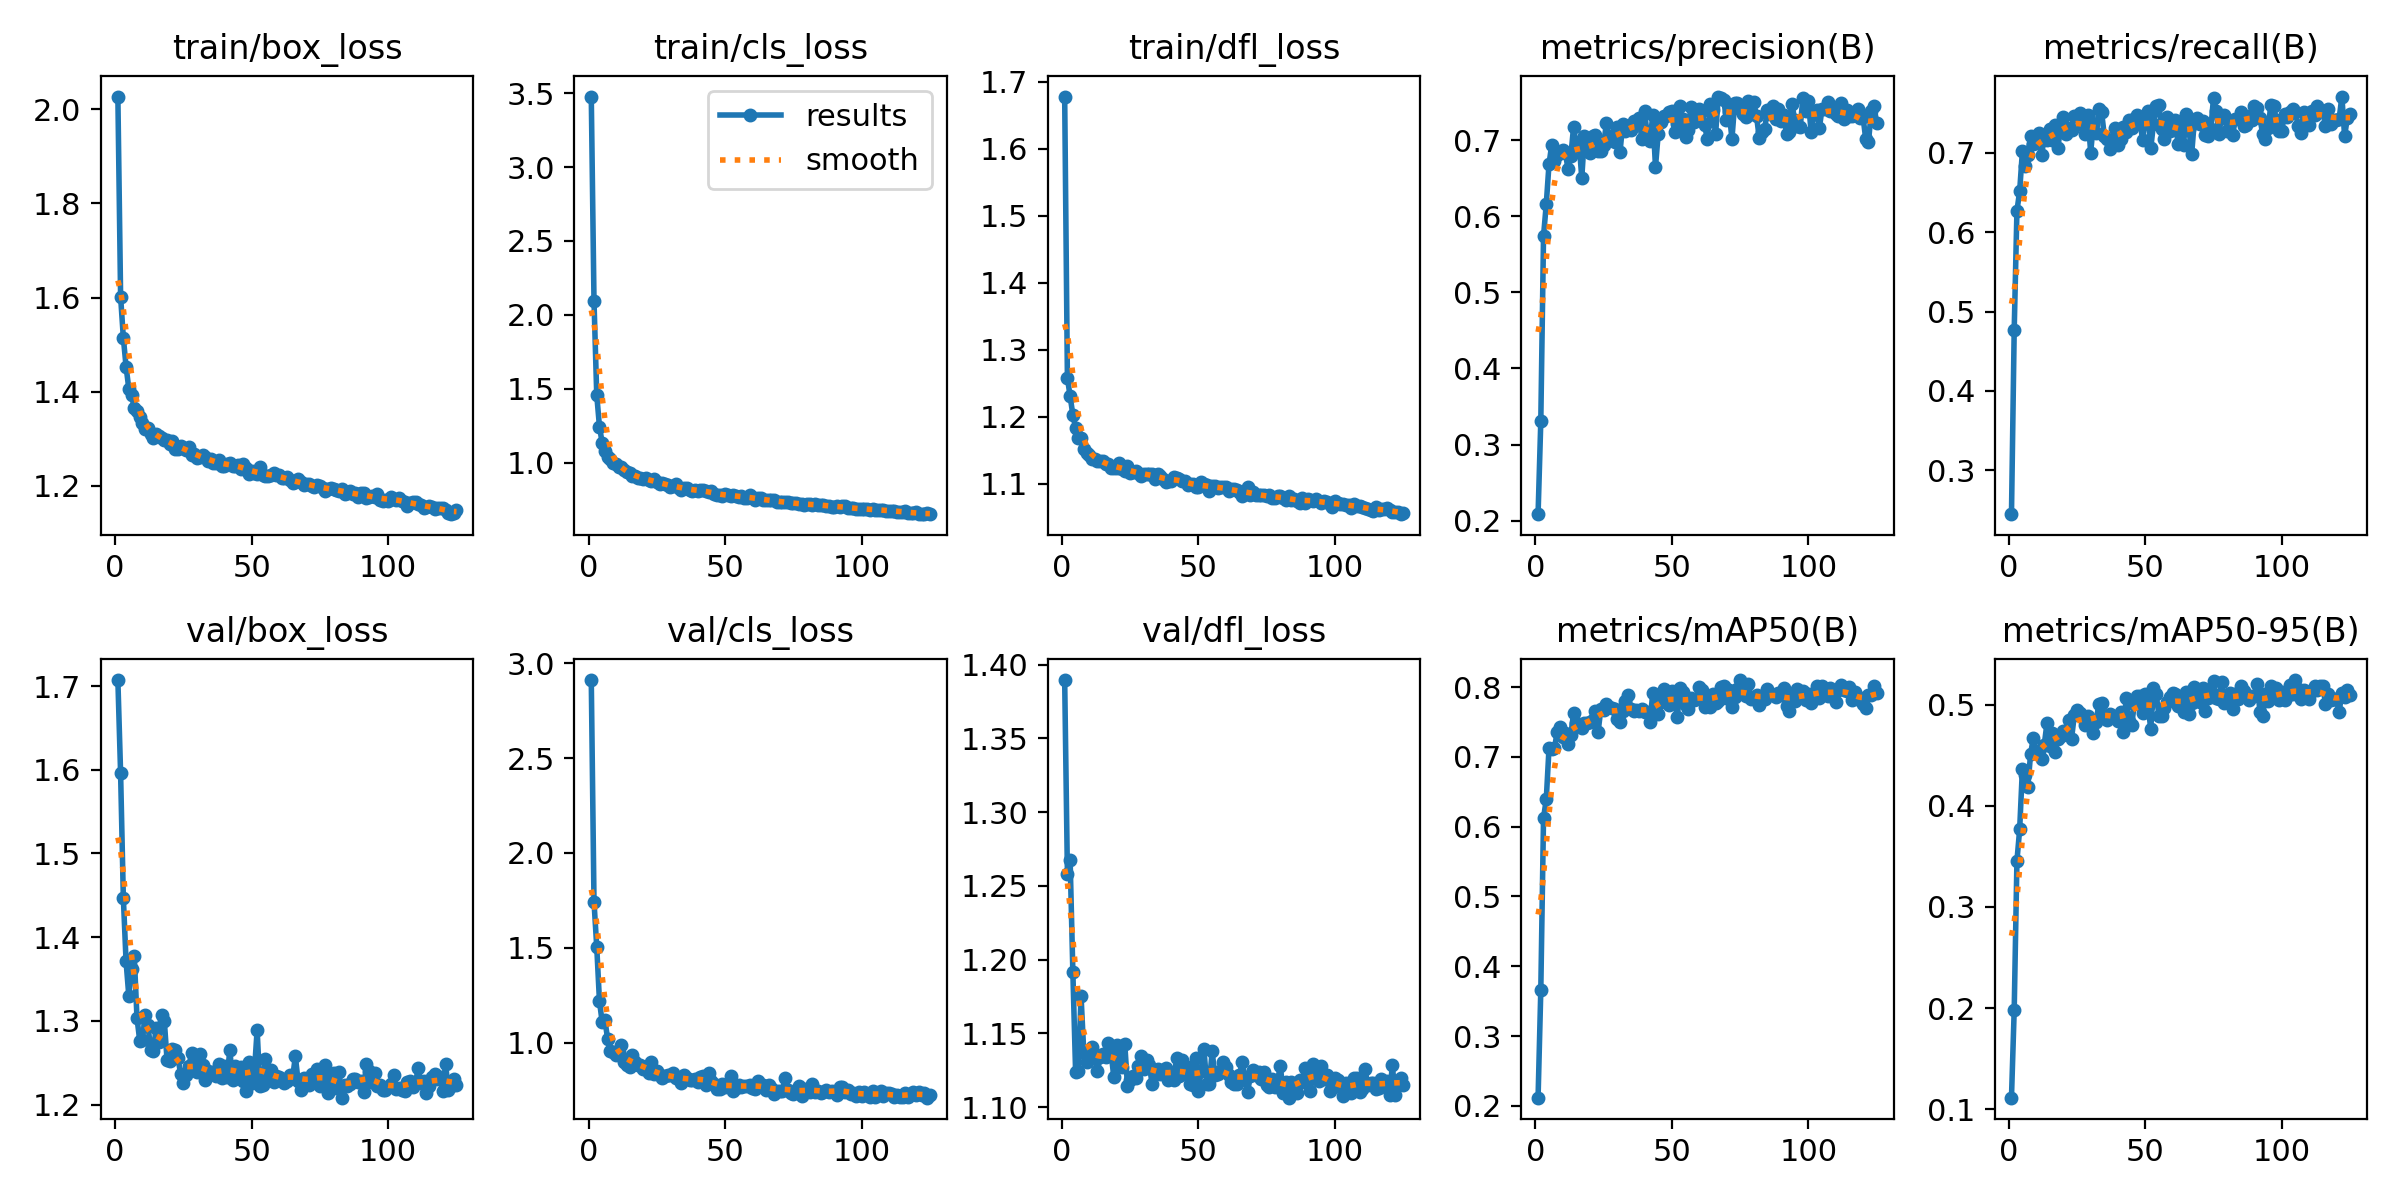 train/box_loss
2.0
1.8
1.6
1.4
1.2
0 50 100
train/cls_loss
results
smooth
3.5
3.0
2.5
2.0
1.5
1.0
0 50 100
train/dfl_loss
1.7
1.6
1.5
1.4
1.3
1.2
1.1
0 50 100
metrics/precision(B)
0.7
0.6
0.5
0.4
0.3
0.2
0 50 100
metrics/recall(B)
0.7
0.6
0.5
0.4
0.3
0 50 100
val/box_loss
1.7
1.6
1.5
1.4
1.3
1.2
0 50 100
val/cls_loss
3.0
2.5
2.0
1.5
1.0
0 50 100
val/dfl_loss
1.40
1.35
1.30
1.25
1.20
1.15
1.10
0 50 100
metrics/mAP50(B)
0.8
0.7
0.6
0.5
0.4
0.3
0.2
0 50 100
metrics/mAP50-95(B)
0.5
0.4
0.3
0.2
0.1
0 50 100